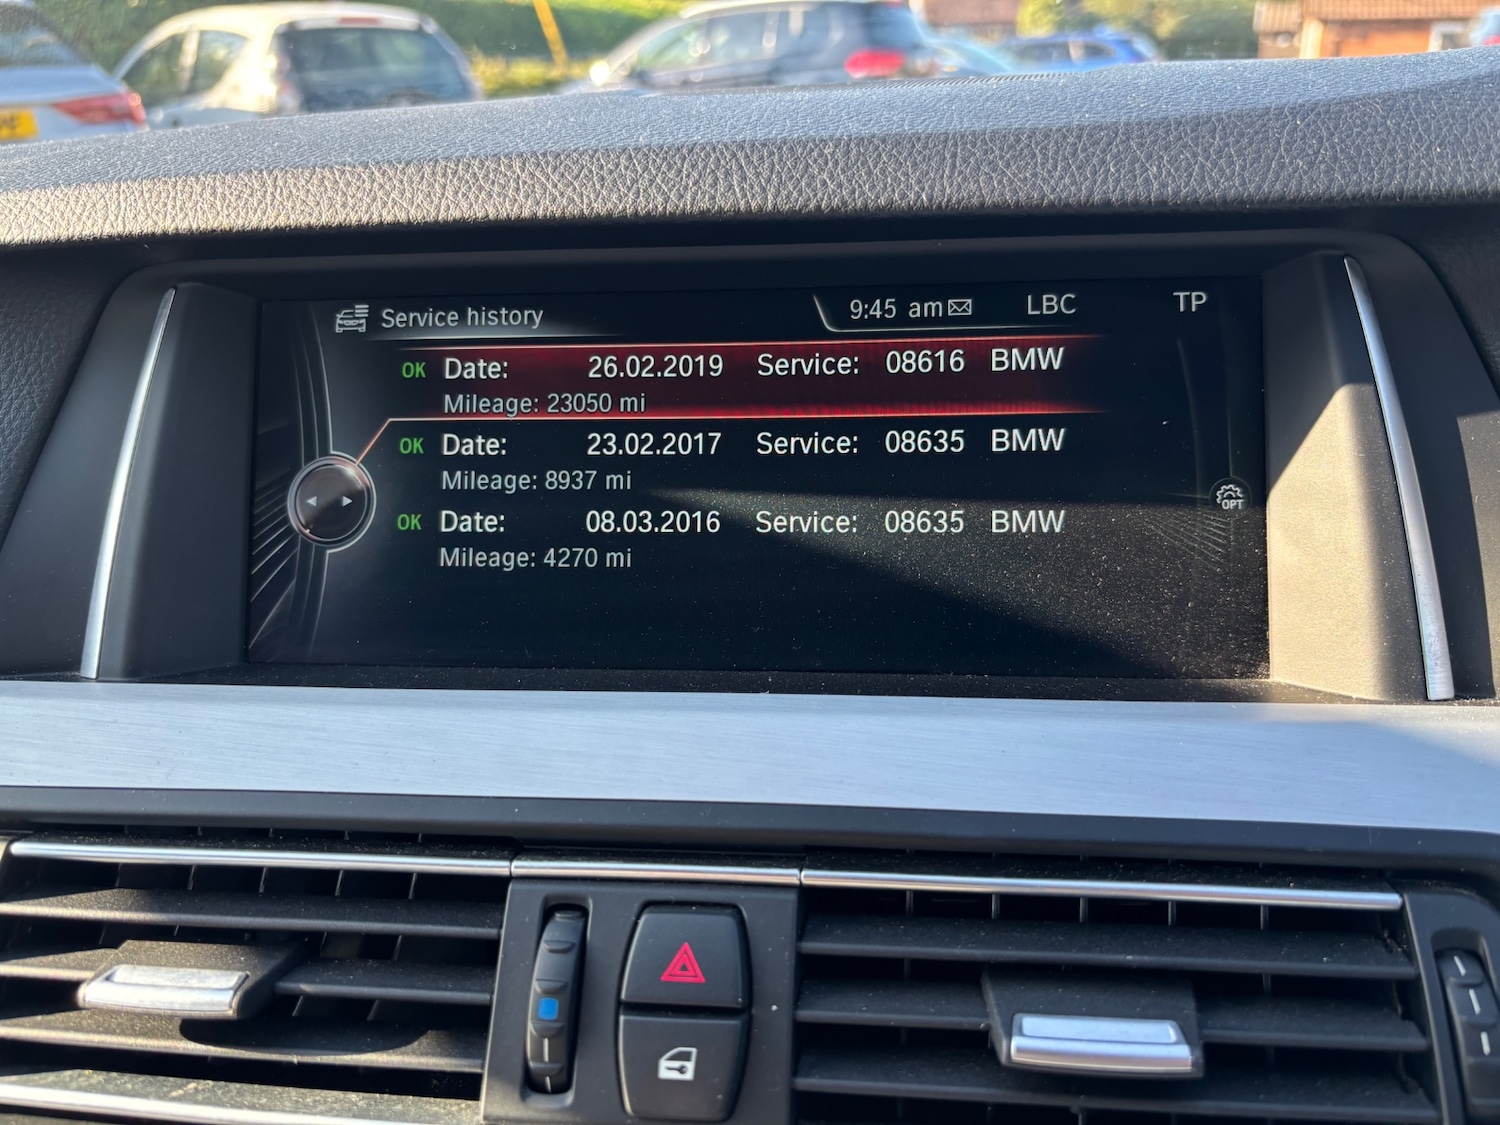 Service history 9:45 am LBC TP
OK Date: 26.02.2019 Service: 08616 BMW
Mileage: 23050 mi
OK Date: 23.02.2017 Service: 08635 BMW
Mileage: 8937 mi
OPT
OK Date: 08.03.2016 Service: 08635 BMW
Mileage: 4270 mi